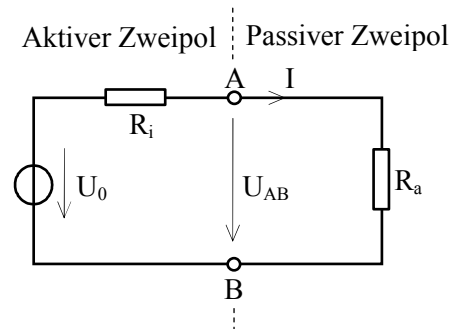 Aktiver Zweipol
Passiver Zweipol
A
I
Rᵢ
U₀
U_AB
Rₐ
B